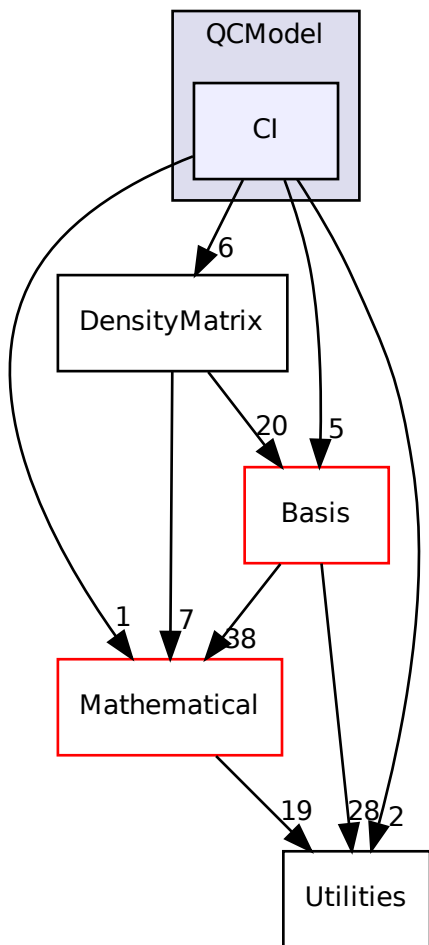 QCModel
CI
6
DensityMatrix
20
5
Basis
1
7
38
Mathematical
19
28
2
Utilities